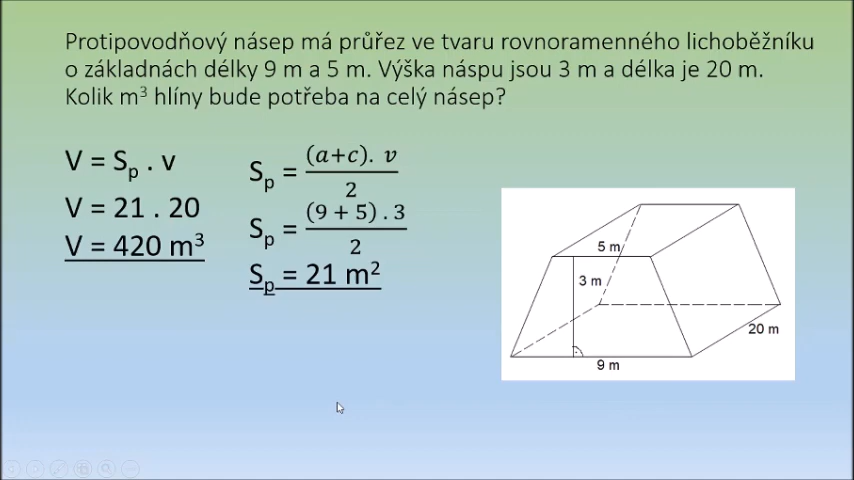 Protipovodňový násep má průřez ve tvaru rovnoramenného lichoběžníku
o základnách délky 9 m a 5 m. Výška náspu jsou 3 m a délka je 20 m.
Kolik m³ hlíny bude potřeba na celý násep?
V = Sₚ . v
V = 21 . 20
V = 420 m³
Sₚ = (a+c). v / 2
Sₚ = (9 + 5) . 3 / 2
Sₚ = 21 m²
5 m
3 m
20 m
9 m